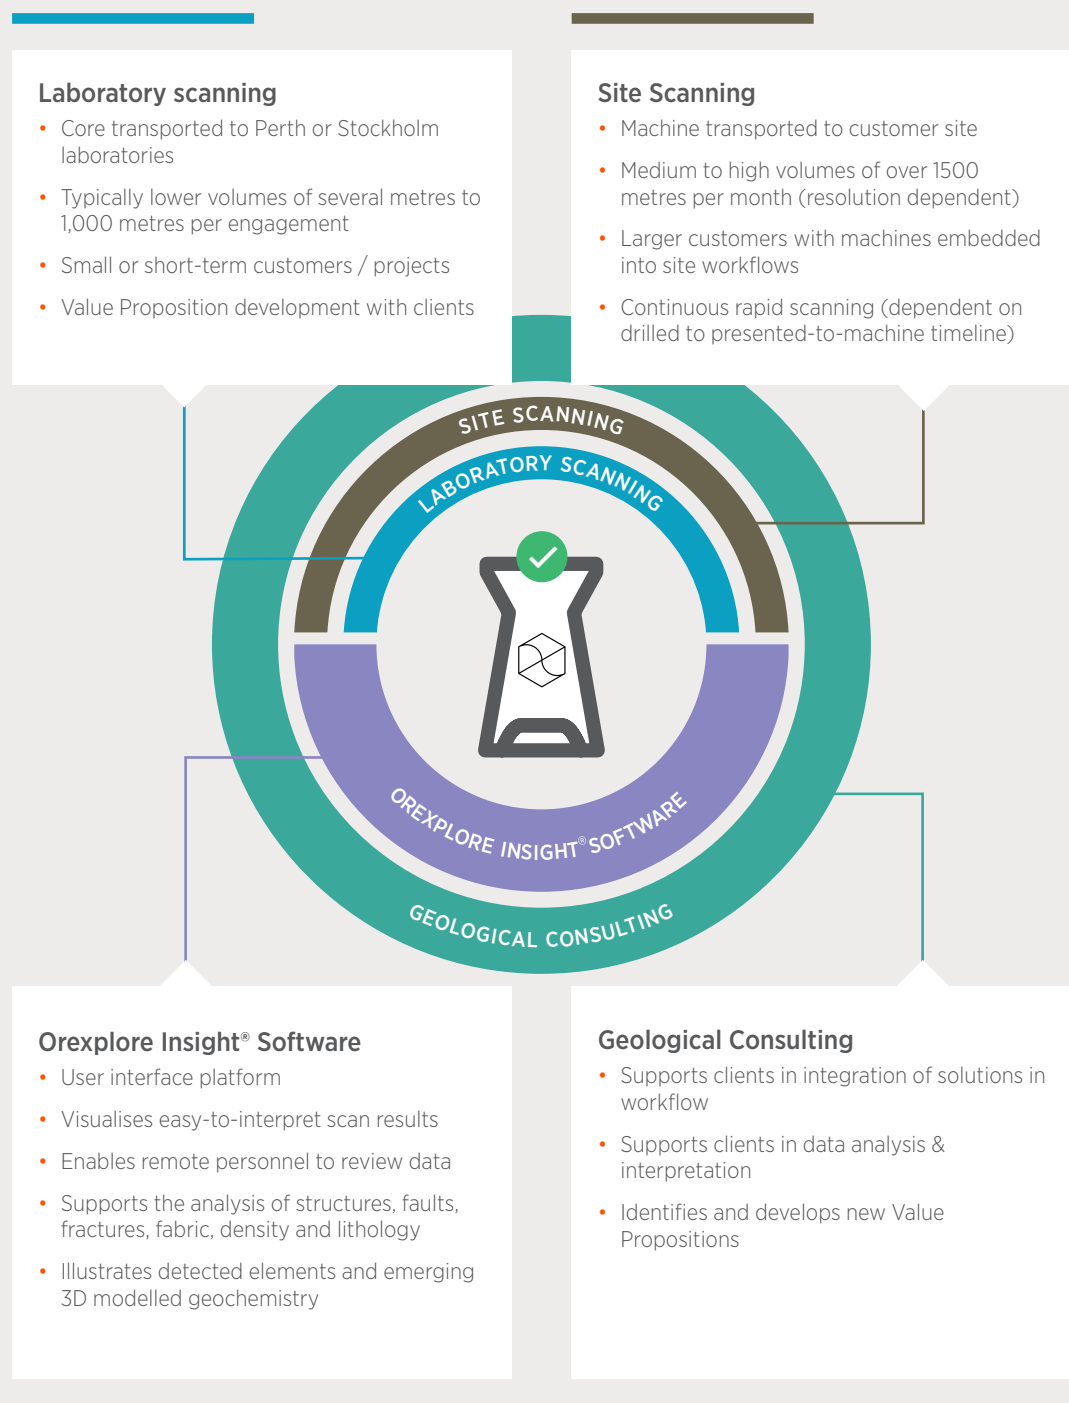 Laboratory scanning
• Core transported to Perth or Stockholm
laboratories
• Typically lower volumes of several metres to
1,000 metres per engagement
• Small or short-term customers / projects
• Value Proposition development with clients
Site Scanning
• Machine transported to customer site
• Medium to high volumes of over 1500
metres per month (resolution dependent)
• Larger customers with machines embedded
into site workflows
• Continuous rapid scanning (dependent on
drilled to presented-to-machine timeline)
SITE SCANNING
LABORATORY SCANNING
OREXPLORE INSIGHT® SOFTWARE
GEOLOGICAL CONSULTING
Orexplore Insight® Software
• User interface platform
• Visualises easy-to-interpret scan results
• Enables remote personnel to review data
• Supports the analysis of structures, faults,
fractures, fabric, density and lithology
• Illustrates detected elements and emerging
3D modelled geochemistry
Geological Consulting
• Supports clients in integration of solutions in
workflow
• Supports clients in data analysis &
interpretation
• Identifies and develops new Value
Propositions